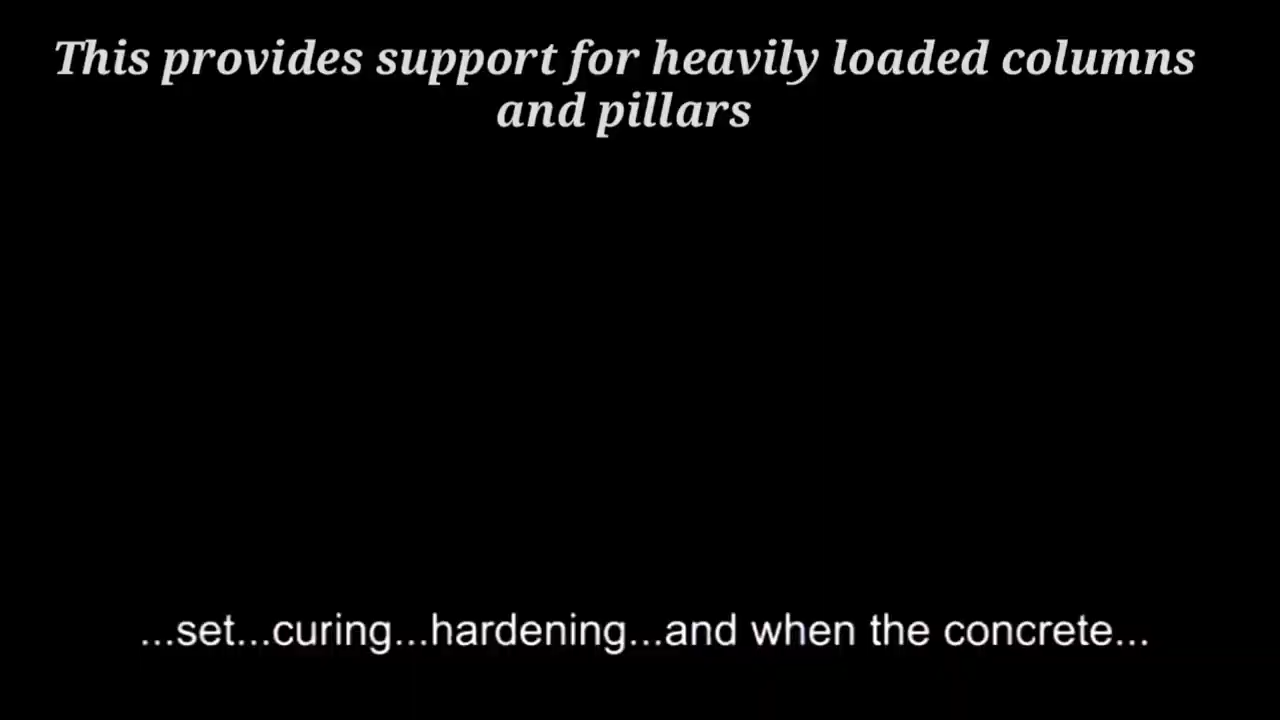 This provides support for heavily loaded columns
and pillars
...set...curing...hardening...and when the concrete...